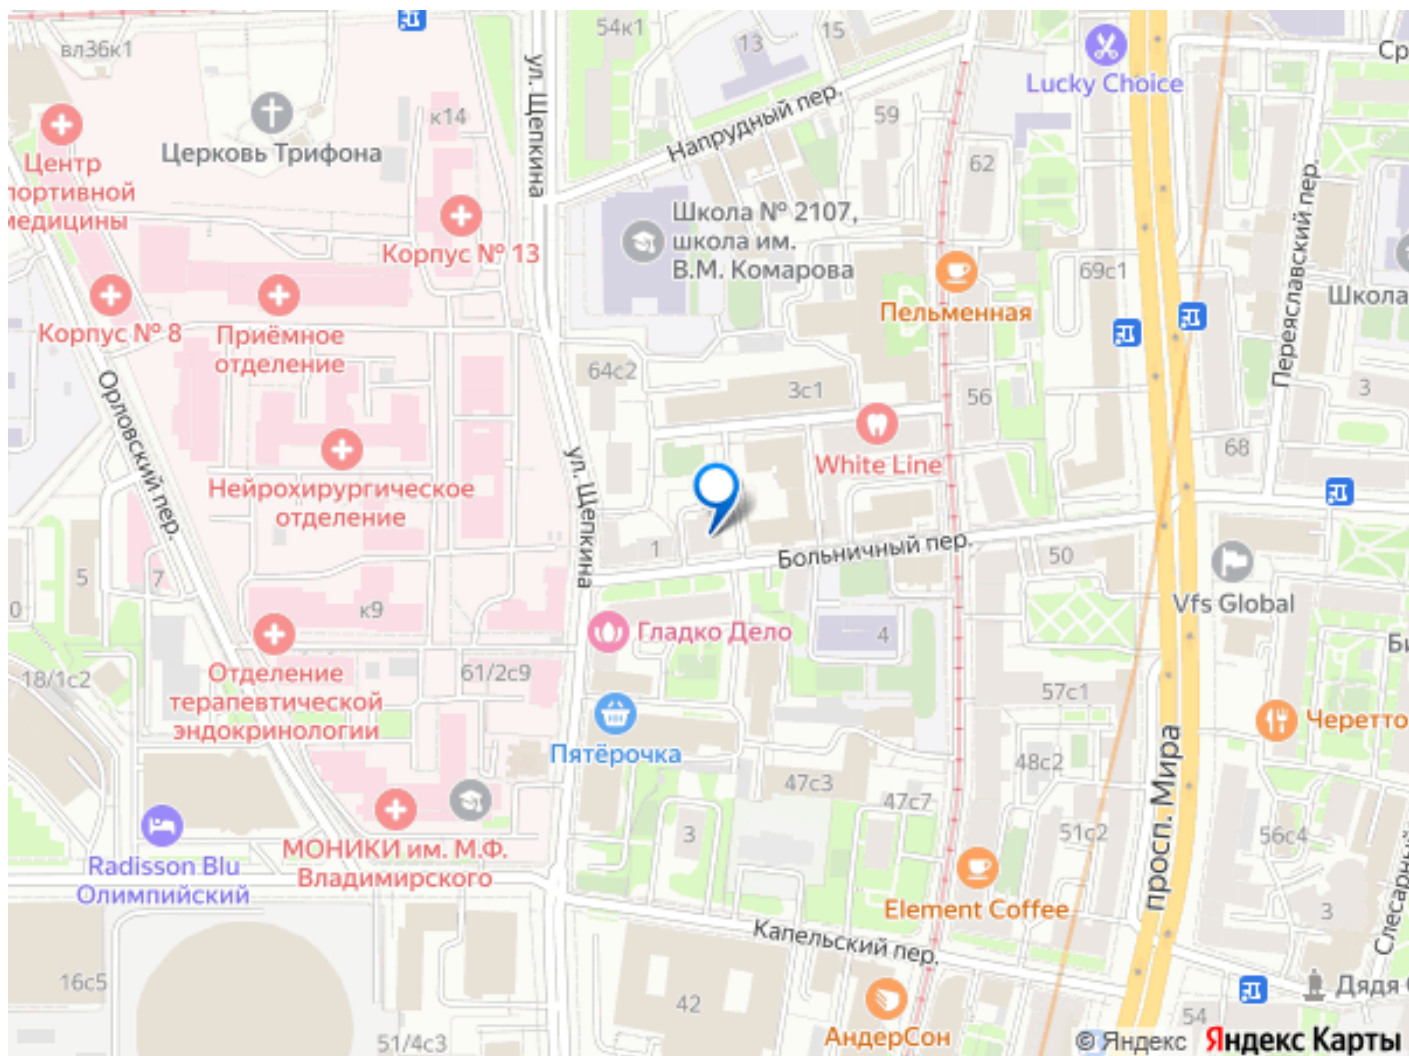 вл36к1
54к1
13
15
Lucky Choice
Ср
ул. Щепкина
к14
Напрудный пер.
59
62
Церковь Трифона
Центр
портивной
медицины
Корпус № 13
Школа № 2107,
школа им.
В.М. Комарова
69с1
Переяславский пер.
Пельменная
Школа
Корпус № 8
Приёмное
отделение
64с2
3с1
56
3
Орловский пер.
ул. Щепкина
White Line
68
Нейрохирургическое
отделение
1
Больничный пер.
50
5
7
0
к9
Vfs Global
Гладко Дело
4
Би
18/1с2
Отделение
терапевтической
эндокринологии
61/2с9
57с1
Черетто
Пятёрочка
просп. Мира
48с2
47с3
47с7
3
51с2
56с4
Radisson Blu
Олимпийский
МОНИКИ им. М.Ф.
Владимирского
Element Coffee
3
Слесарный
Капельский пер.
16с5
42
Дядя
54
АндерСон
51/4с3
© Яндекс Яндекс Карты